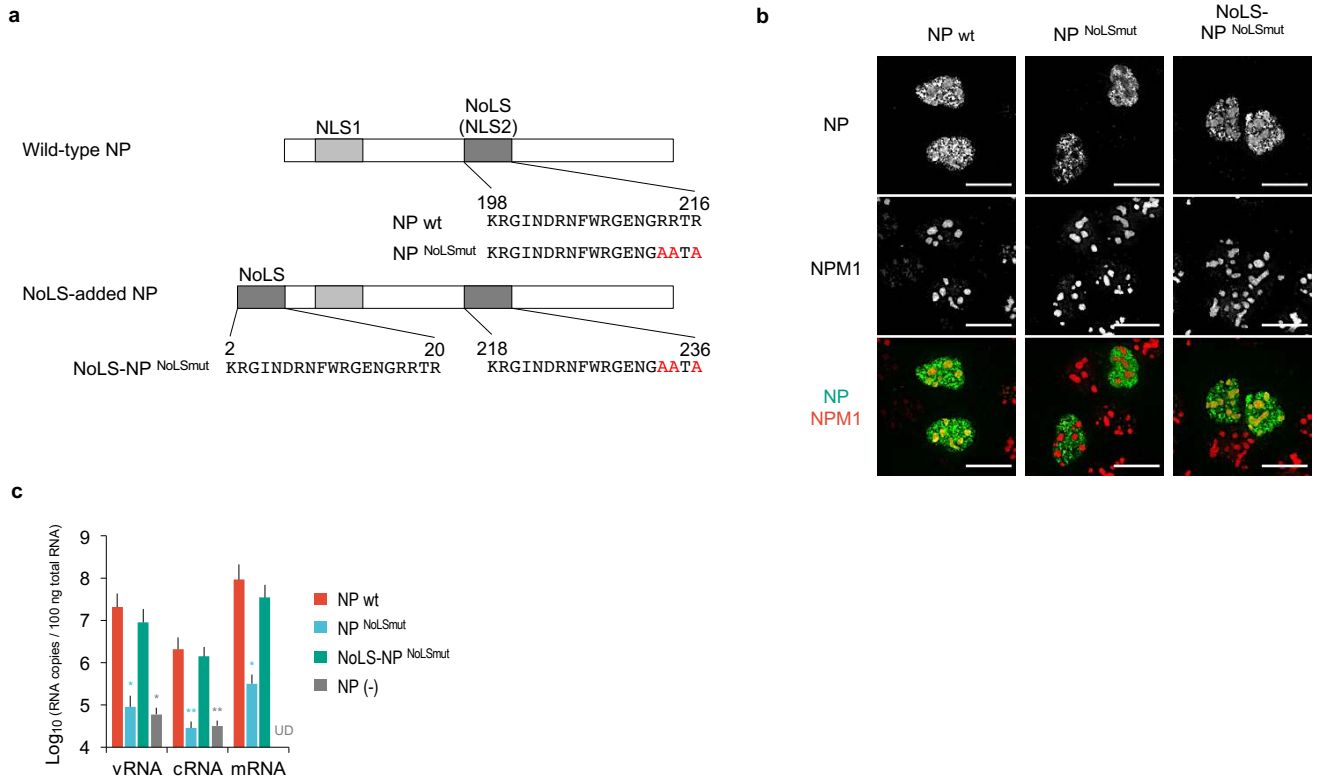 a
NoLS
NLS1 (NLS2)
Wild-type NP
198 216
NP wt KRGINDRNFWRGENGRRTR
NP NoLSmut KRGINDRNFWRGENGAATA
NoLS
NoLS-added NP
2 20 218 236
NoLS-NP NoLSmut KRGINDRNFWRGENGRRTR KRGINDRNFWRGENGAATA
b
NP wt NP NoLSmut NoLS-
NP NoLSmut
NP
NPM1
NP
NPM1
c
Log10 (RNA copies / 100 ng total RNA)
9
8
7
6
5
4
* * ** ** * UD
vRNA cRNA mRNA
NP wt
NP NoLSmut
NoLS-NP NoLSmut
NP (-)